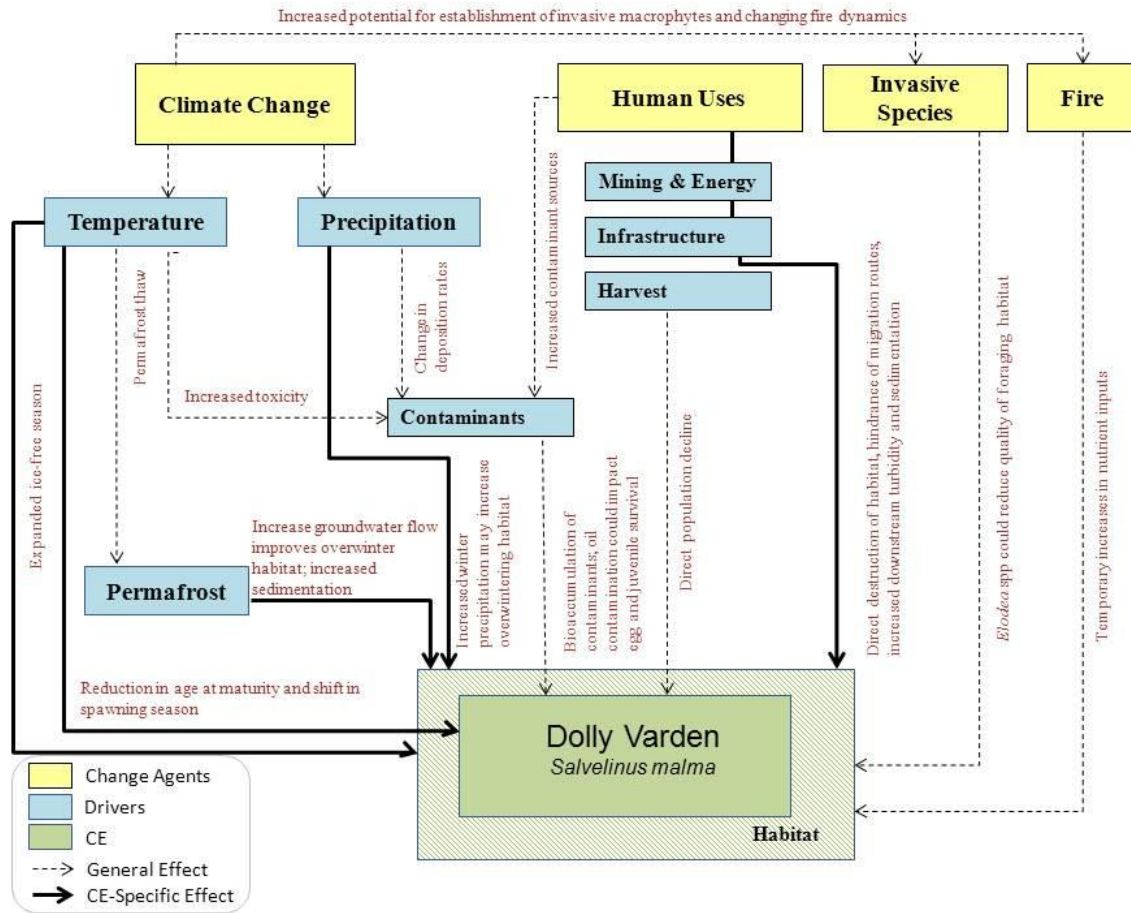 Increased potential for establishment of invasive macrophytes and changing fire dynamics
Climate Change
Human Uses
Invasive
Species
Fire
Mining & Energy
Infrastructure
Harvest
Temperature
Precipitation
Permafrost thaw
Change in
deposition rates
Increased contaminant sources
Increased toxicity
Contaminants
Expanded ice-free season
Increase groundwater flow
improves overwinter
habitat; increased
sedimentation
Permafrost
Increased winter
precipitation may increase
overwintering habitat
Bioaccumulation of
contaminants; oil
contamination could impact
egg and juvenile survival
Direct population decline
Direct destruction of habitat, hindrance of migration routes,
increased downstream turbidity and sedimentation
Elodea spp could reduce quality of foraging habitat
Temporary increases in nutrient inputs
Reduction in age at maturity and shift in
spawning season
Dolly Varden
Salvelinus malma
Habitat
Change Agents
Drivers
CE
General Effect
CE-Specific Effect